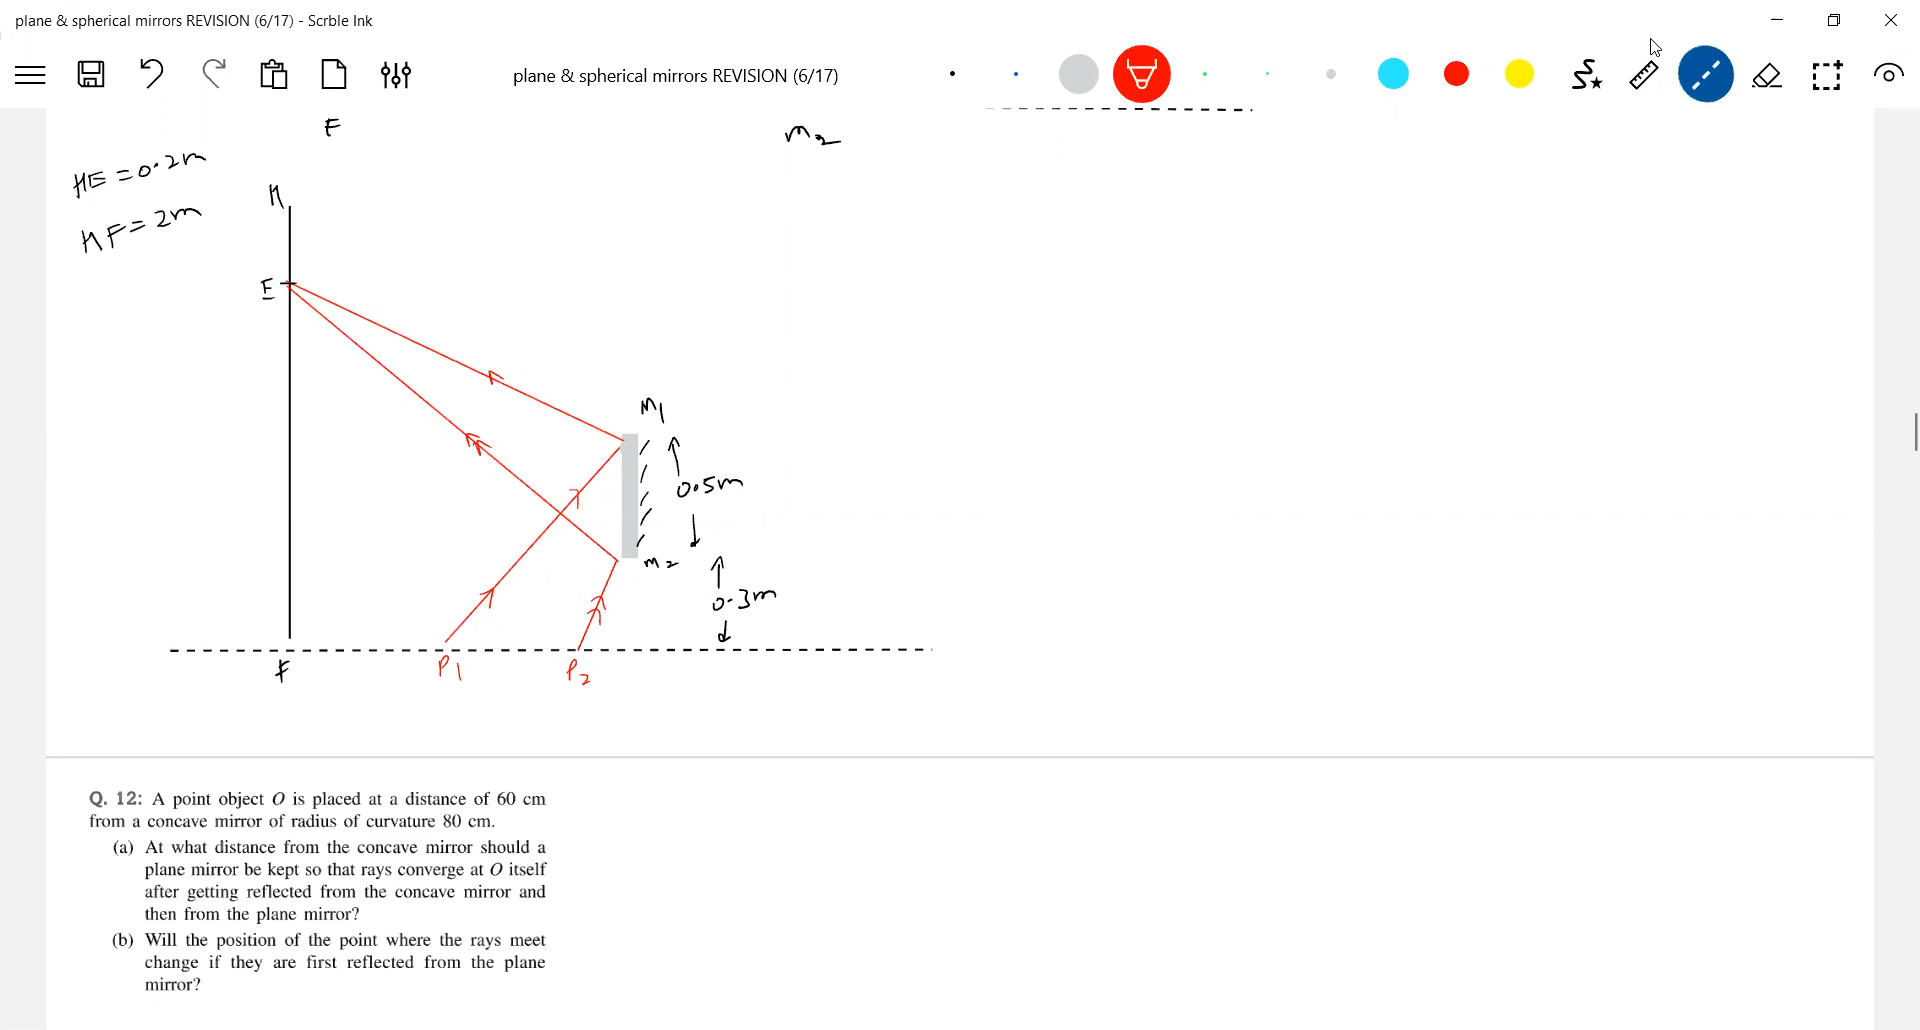 plane & spherical mirrors REVISION (6/17) - Scrble Ink
plane & spherical mirrors REVISION (6/17)
F
M2
HE = 0.2m
HF = 2m
H
E
M1
0.5m
M2
0.3m
F
P1
P2
Q. 12: A point object O is placed at a distance of 60 cm
from a concave mirror of radius of curvature 80 cm.
(a) At what distance from the concave mirror should a
plane mirror be kept so that rays converge at O itself
after getting reflected from the concave mirror and
then from the plane mirror?
(b) Will the position of the point where the rays meet
change if they are first reflected from the plane
mirror?